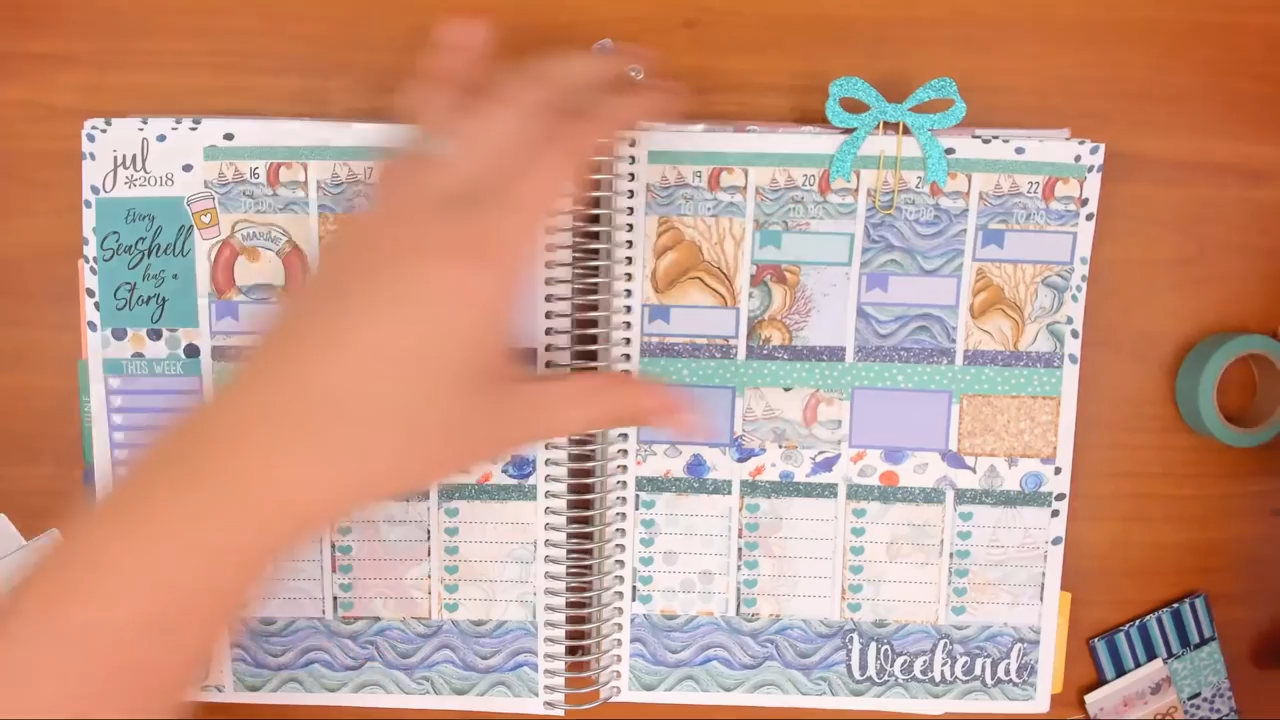 jul
*2018
Every
SeaShell
has a
Story
THIS WEEK
16
17
MARINE
JUNE
19
20
22
TO DO
TO DO
TO DO
TO DO
Weekend